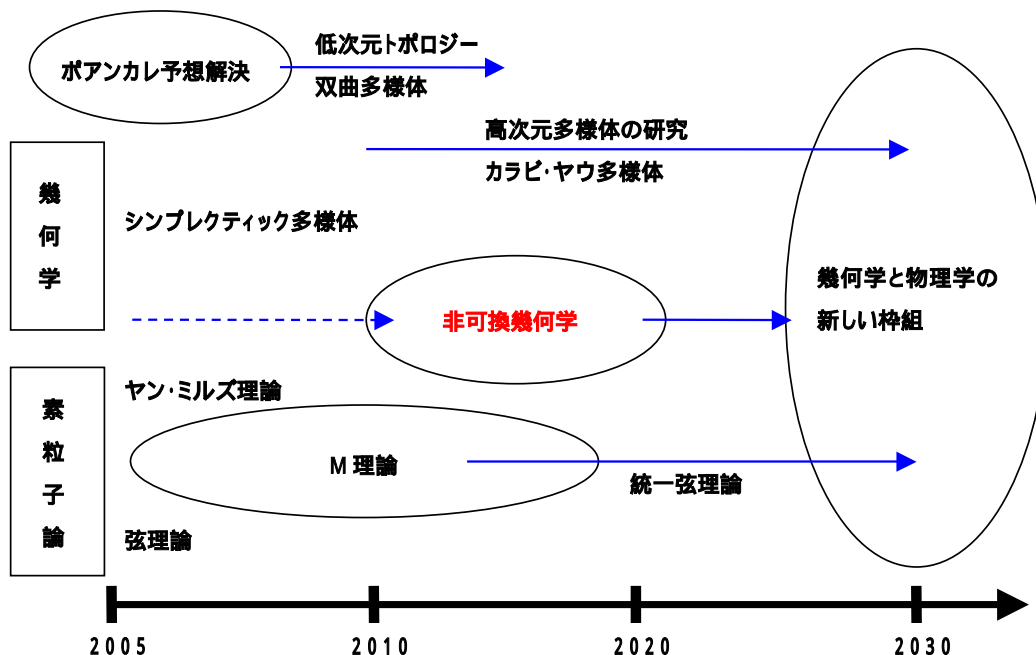 低次元トポロジー
ポアンカレ予想解決
双曲多様体
高次元多様体の研究
カラビ・ヤウ多様体
幾何学
シンプレクティック多様体
幾何学と物理学の
新しい枠組
非可換幾何学
ヤン・ミルズ理論
素粒子論
M 理論
統一弦理論
弦理論
2005
2010
2020
2030